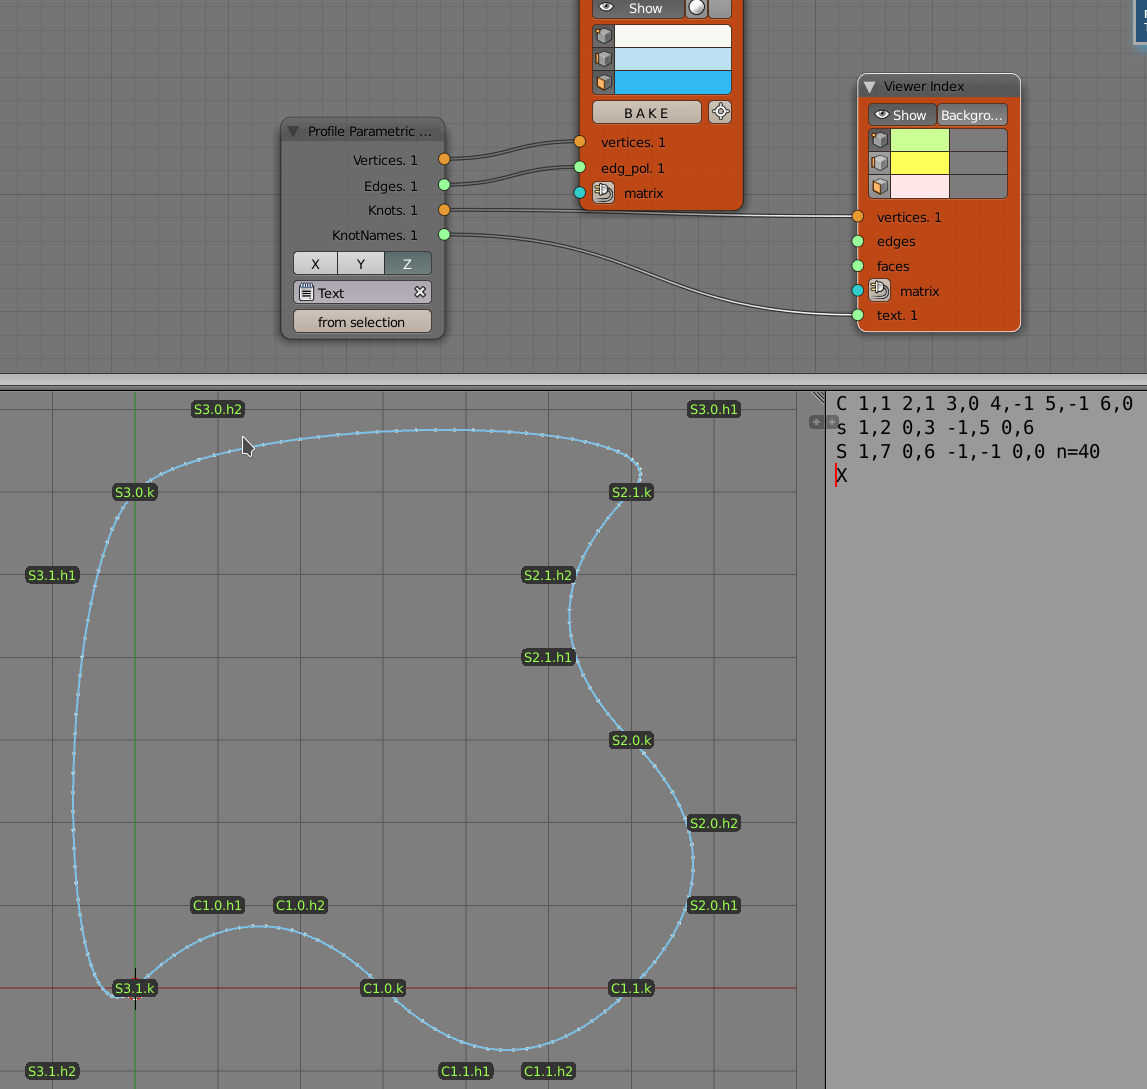 Show
BAKE
vertices. 1
edg_pol. 1
matrix
Profile Parametric ...
Vertices. 1
Edges. 1
Knots. 1
KnotNames. 1
X Y Z
Text
from selection
Viewer Index
Show Backgro...
vertices. 1
edges
faces
matrix
text. 1
S3.0.h2 S3.0.h1
S3.0.k S2.1.k
S3.1.h1 S2.1.h2
S2.1.h1
S2.0.k
S2.0.h2
C1.0.h1 C1.0.h2 S2.0.h1
S3.1.k C1.0.k C1.1.k
S3.1.h2 C1.1.h1 C1.1.h2
C 1,1 2,1 3,0 4,-1 5,-1 6,0
s 1,2 0,3 -1,5 0,6
S 1,7 0,6 -1,-1 0,0 n=40
X